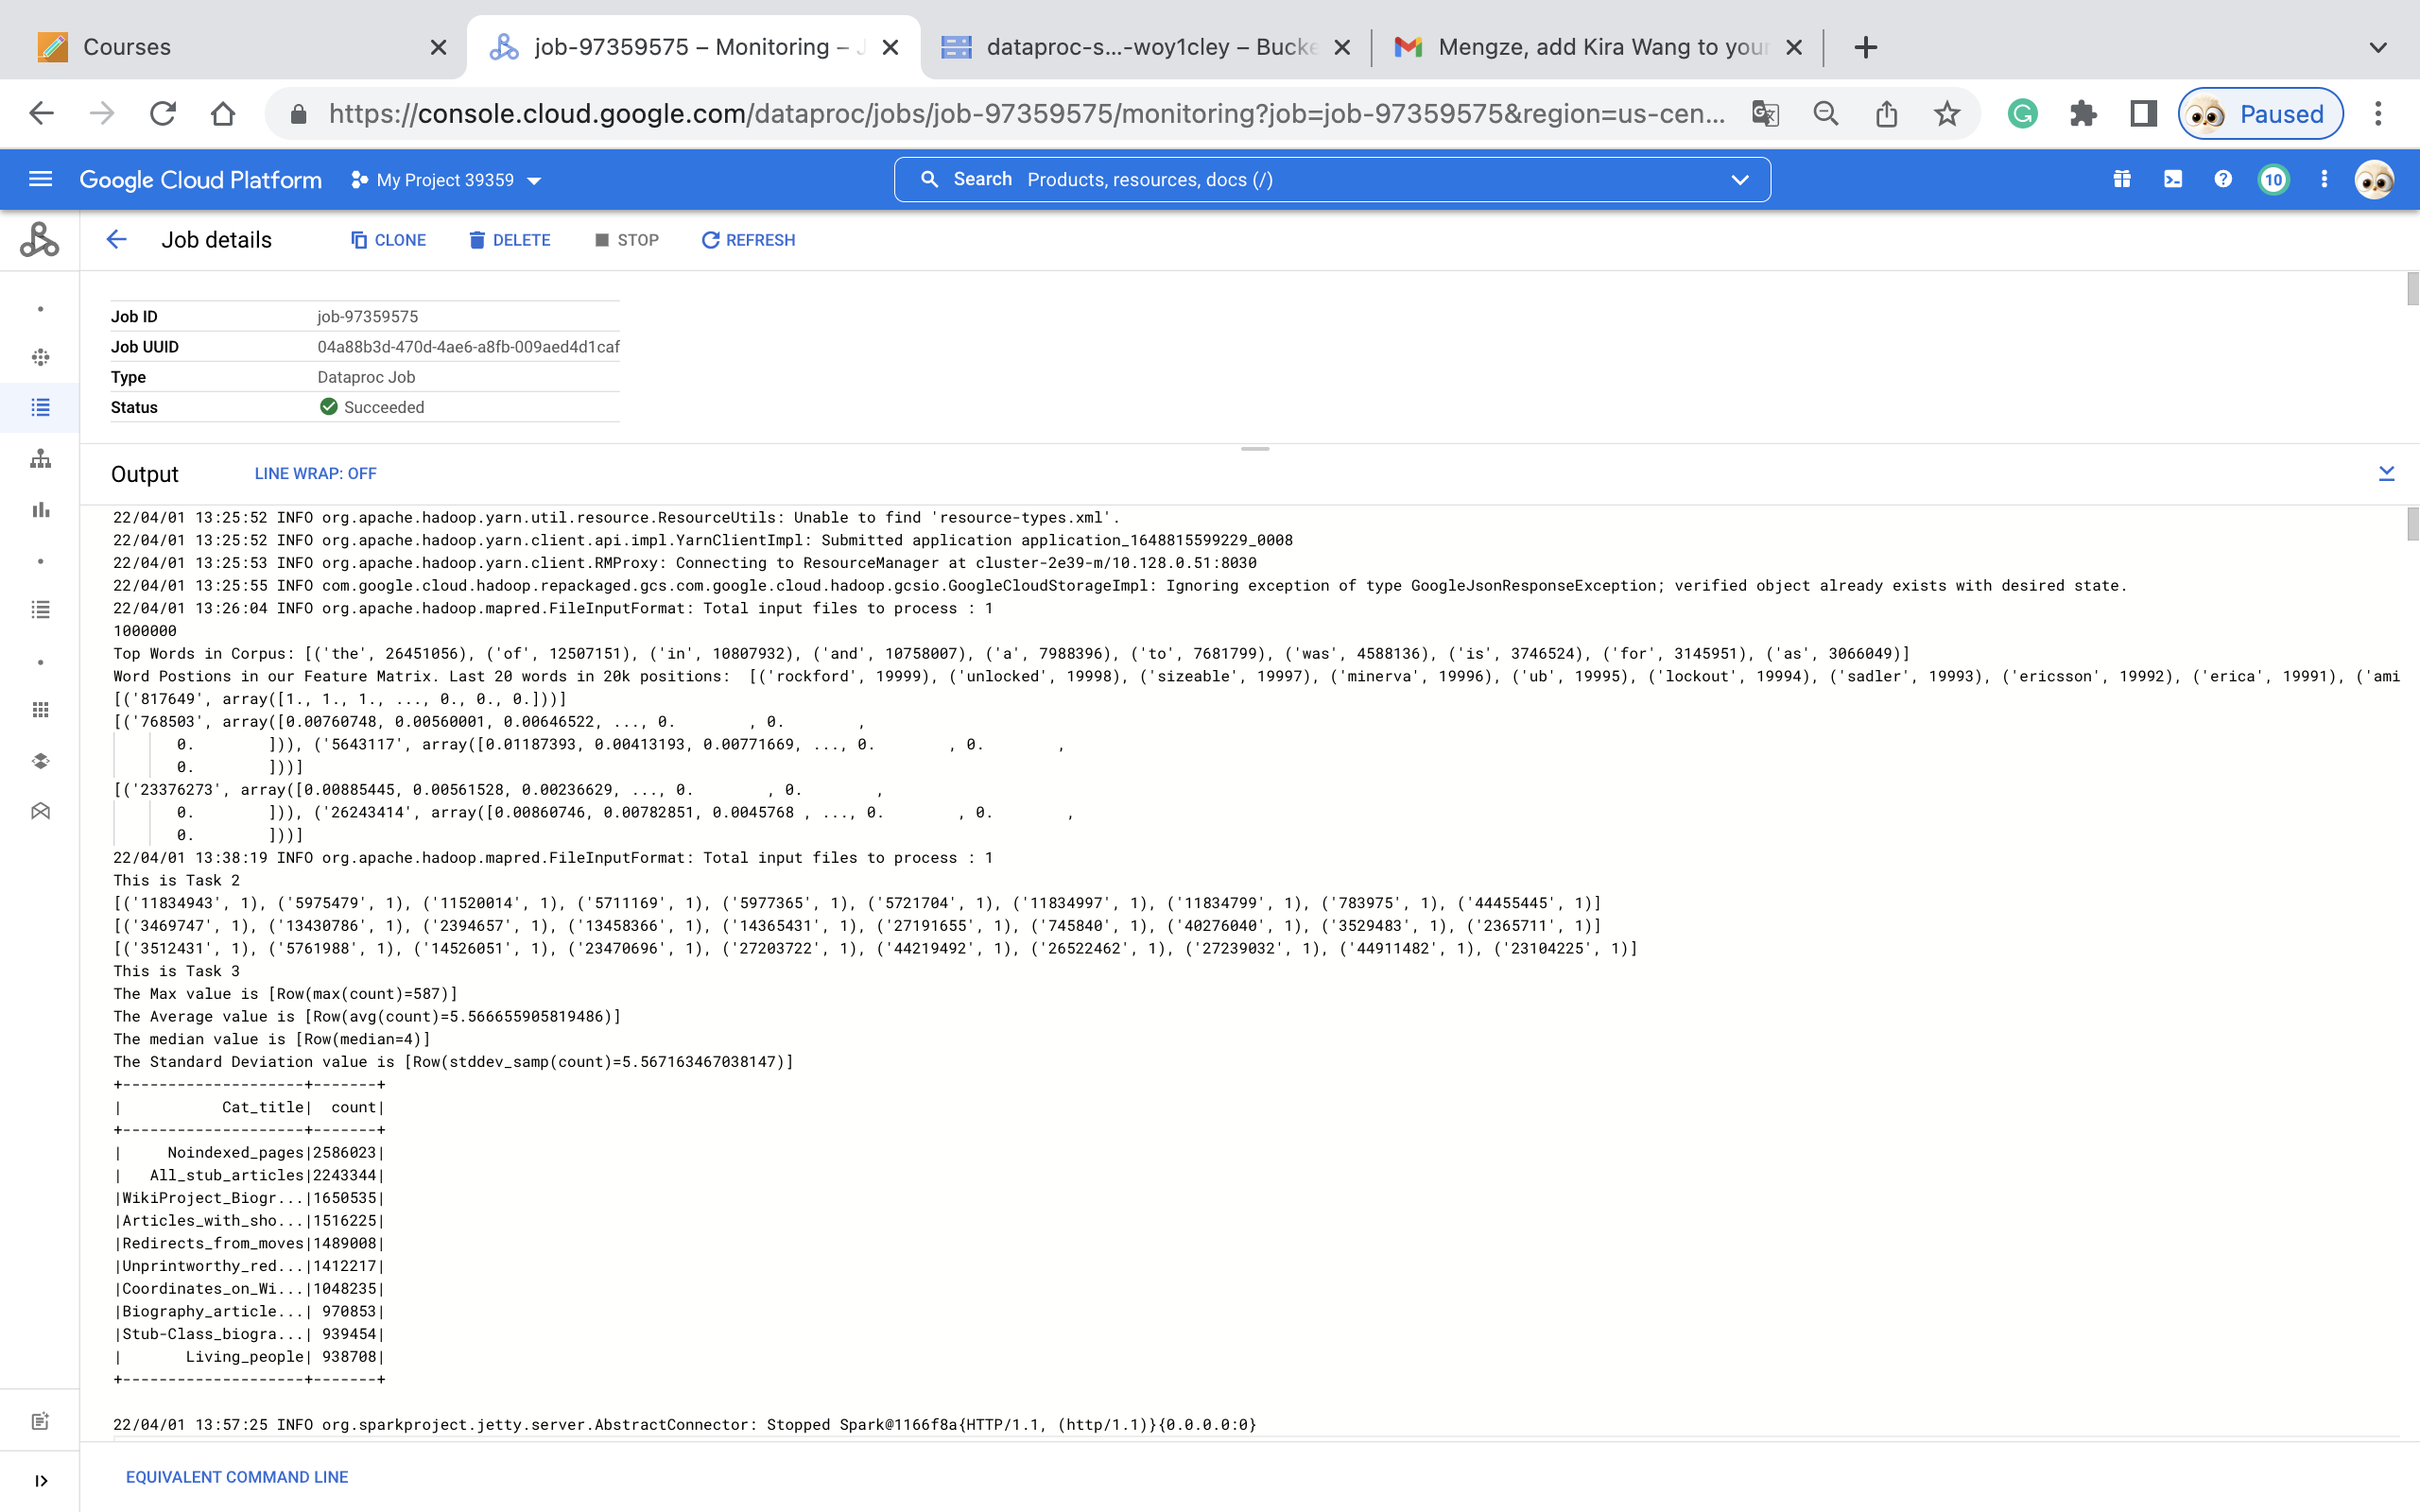 Courses
job-97359575 – Monitoring – J
dataproc-s...-woy1cley – Bucke
Mengze, add Kira Wang to your
https://console.cloud.google.com/dataproc/jobs/job-97359575/monitoring?job=job-97359575&region=us-cen...
Paused
Google Cloud Platform
My Project 39359
Search Products, resources, docs (/)
10
Job details
CLONE
DELETE
STOP
REFRESH
Job ID job-97359575
Job UUID 04a88b3d-470d-4ae6-a8fb-009aed4d1caf
Type Dataproc Job
Status Succeeded
Output
LINE WRAP: OFF
22/04/01 13:25:52 INFO org.apache.hadoop.yarn.util.resource.ResourceUtils: Unable to find 'resource-types.xml'.
22/04/01 13:25:52 INFO org.apache.hadoop.yarn.client.api.impl.YarnClientImpl: Submitted application application_1648815599229_0008
22/04/01 13:25:53 INFO org.apache.hadoop.yarn.client.RMProxy: Connecting to ResourceManager at cluster-2e39-m/10.128.0.51:8030
22/04/01 13:25:55 INFO com.google.cloud.hadoop.repackaged.gcs.com.google.cloud.hadoop.gcsio.GoogleCloudStorageImpl: Ignoring exception of type GoogleJsonResponseException; verified object already exists with desired state.
22/04/01 13:26:04 INFO org.apache.hadoop.mapred.FileInputFormat: Total input files to process : 1
1000000
Top Words in Corpus: [('the', 26451056), ('of', 12507151), ('in', 10807932), ('and', 10758007), ('a', 7988396), ('to', 7681799), ('was', 4588136), ('is', 3746524), ('for', 3145951), ('as', 3066049)]
Word Postions in our Feature Matrix. Last 20 words in 20k positions:  [('rockford', 19999), ('unlocked', 19998), ('sizeable', 19997), ('minerva', 19996), ('ub', 19995), ('lockout', 19994), ('sadler', 19993), ('ericsson', 19992), ('erica', 19991), ('ami
[('817649', array([1., 1., 1., ..., 0., 0., 0.]))]
[('768503', array([0.00760748, 0.00560001, 0.00646522, ..., 0.        , 0.        ,
0.        ])), ('5643117', array([0.01187393, 0.00413193, 0.00771669, ..., 0.        , 0.        ,
0.        ]))]
[('23376273', array([0.00885445, 0.00561528, 0.00236629, ..., 0.        , 0.        ,
0.        ])), ('26243414', array([0.00860746, 0.00782851, 0.0045768 , ..., 0.        , 0.        ,
0.        ]))]
22/04/01 13:38:19 INFO org.apache.hadoop.mapred.FileInputFormat: Total input files to process : 1
This is Task 2
[('11834943', 1), ('5975479', 1), ('11520014', 1), ('5711169', 1), ('5977365', 1), ('5721704', 1), ('11834997', 1), ('11834799', 1), ('783975', 1), ('44455445', 1)]
[('3469747', 1), ('13430786', 1), ('2394657', 1), ('13458366', 1), ('14365431', 1), ('27191655', 1), ('745840', 1), ('40276040', 1), ('3529483', 1), ('2365711', 1)]
[('3512431', 1), ('5761988', 1), ('14526051', 1), ('23470696', 1), ('27203722', 1), ('44219492', 1), ('26522462', 1), ('27239032', 1), ('44911482', 1), ('23104225', 1)]
This is Task 3
The Max value is [Row(max(count)=587)]
The Average value is [Row(avg(count)=5.566655905819486)]
The median value is [Row(median=4)]
The Standard Deviation value is [Row(stddev_samp(count)=5.567163467038147)]
+--------------------+-------+
|           Cat_title|  count|
+--------------------+-------+
|     Noindexed_pages|2586023|
|   All_stub_articles|2243344|
|WikiProject_Biogr...|1650535|
|Articles_with_sho...|1516225|
|Redirects_from_moves|1489008|
|Unprintworthy_red...|1412217|
|Coordinates_on_Wi...|1048235|
|Biography_article...| 970853|
|Stub-Class_biogra...| 939454|
|       Living_people| 938708|
+--------------------+-------+
22/04/01 13:57:25 INFO org.sparkproject.jetty.server.AbstractConnector: Stopped Spark@1166f8a{HTTP/1.1, (http/1.1)}{0.0.0.0:0}
EQUIVALENT COMMAND LINE